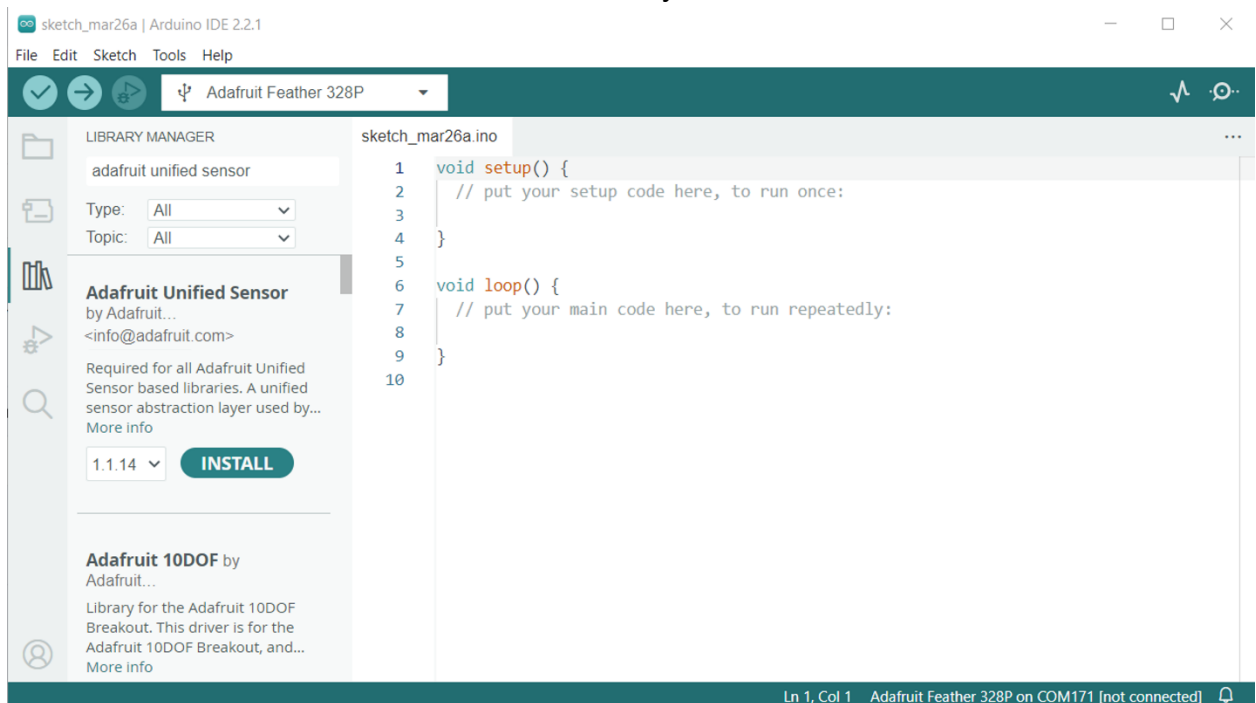 sketch_mar26a | Arduino IDE 2.2.1
File Edit Sketch Tools Help
Adafruit Feather 328P
LIBRARY MANAGER
adafruit unified sensor
Type: All
Topic: All
Adafruit Unified Sensor
by Adafruit...
<info@adafruit.com>
Required for all Adafruit Unified
Sensor based libraries. A unified
sensor abstraction layer used by...
More info
1.1.14 INSTALL
Adafruit 10DOF by
Adafruit...
Library for the Adafruit 10DOF
Breakout. This driver is for the
Adafruit 10DOF Breakout, and...
More info
sketch_mar26a.ino
1 void setup() {
2 // put your setup code here, to run once:
3
4 }
5
6 void loop() {
7 // put your main code here, to run repeatedly:
8
9 }
10
Ln 1, Col 1 Adafruit Feather 328P on COM171 [not connected]